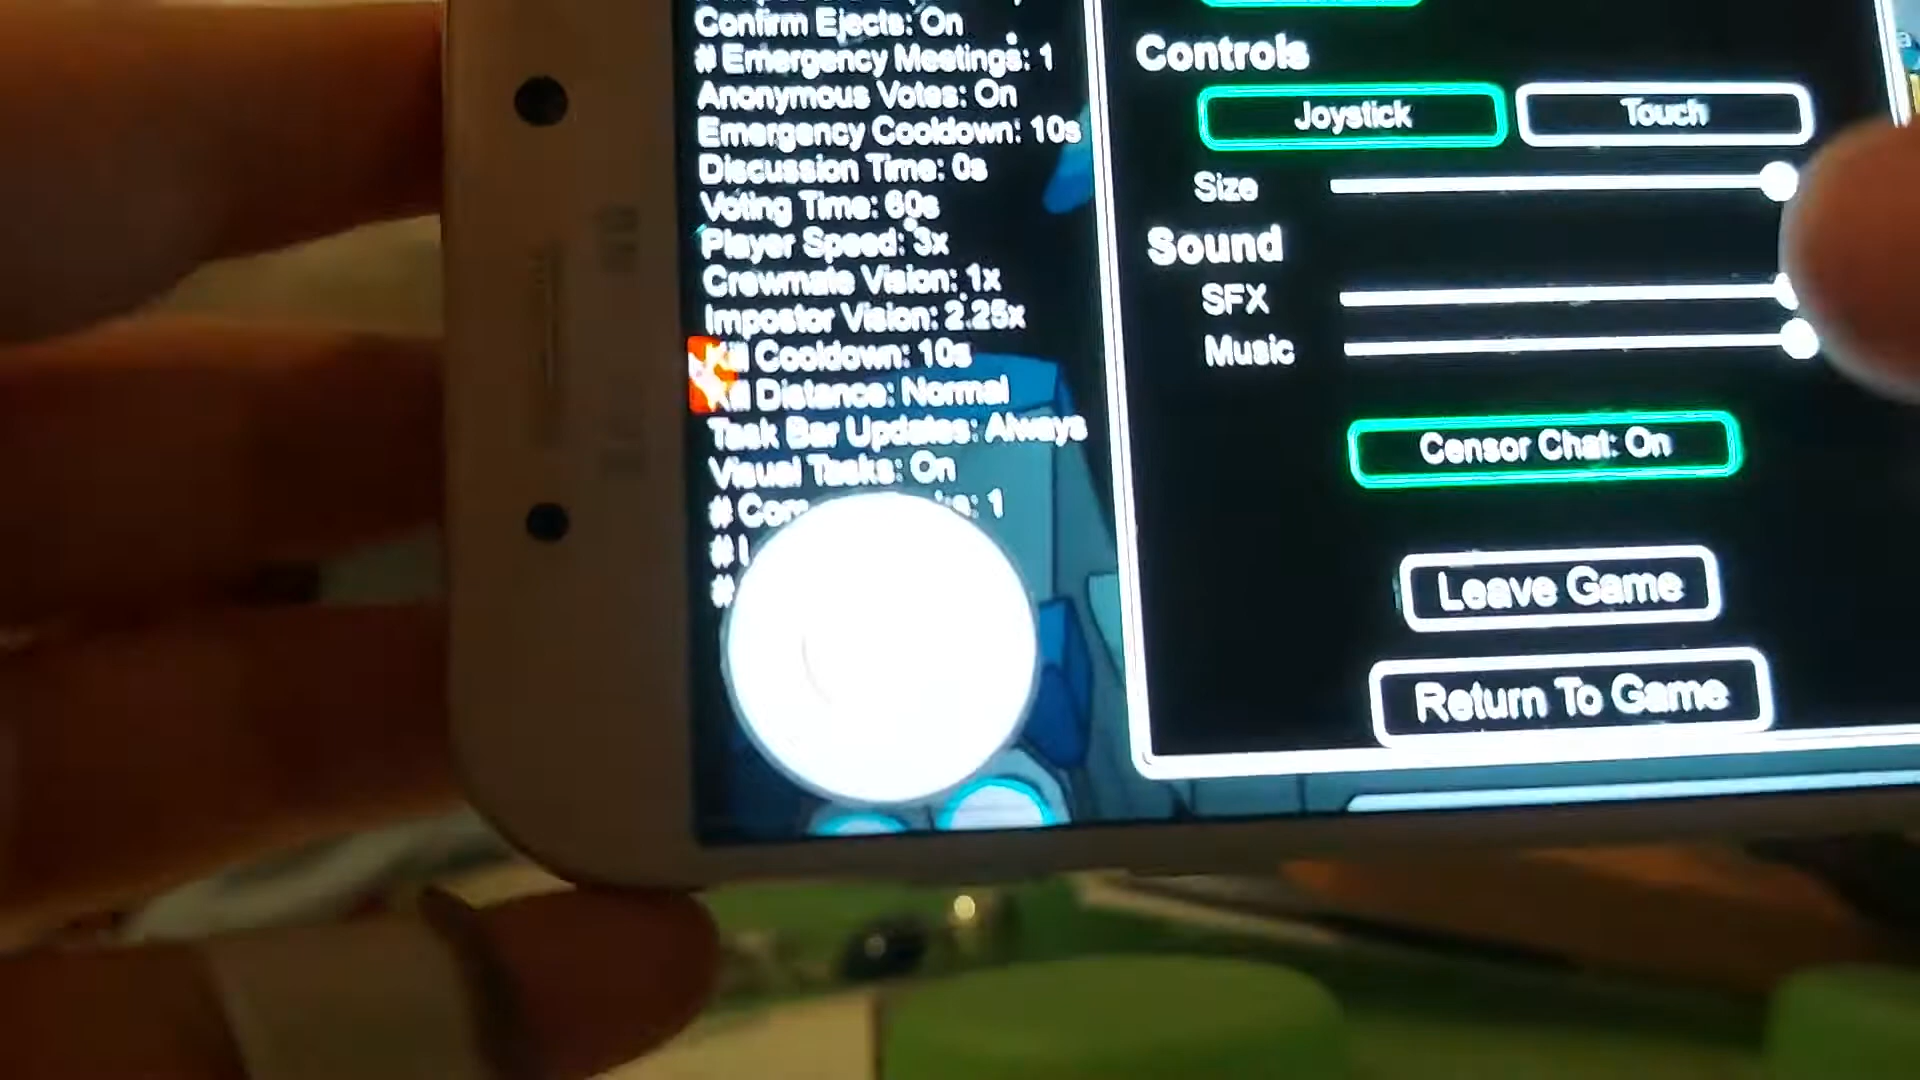 Confirm Ejects: On
# Emergency Meetings: 1
Anonymous Votes: On
Emergency Cooldown: 10s
Discussion Time: 0s
Voting Time: 60s
Player Speed: 3x
Crewmate Vision: 1x
Impostor Vision: 2.25x
Kill Cooldown: 10s
Kill Distance: Normal
Task Bar Updates: Always
Visual Tasks: On
# Com s: 1
#
#
Controls
Joystick
Touch
Size
Sound
SFX
Music
Censor Chat: On
Leave Game
Return To Game